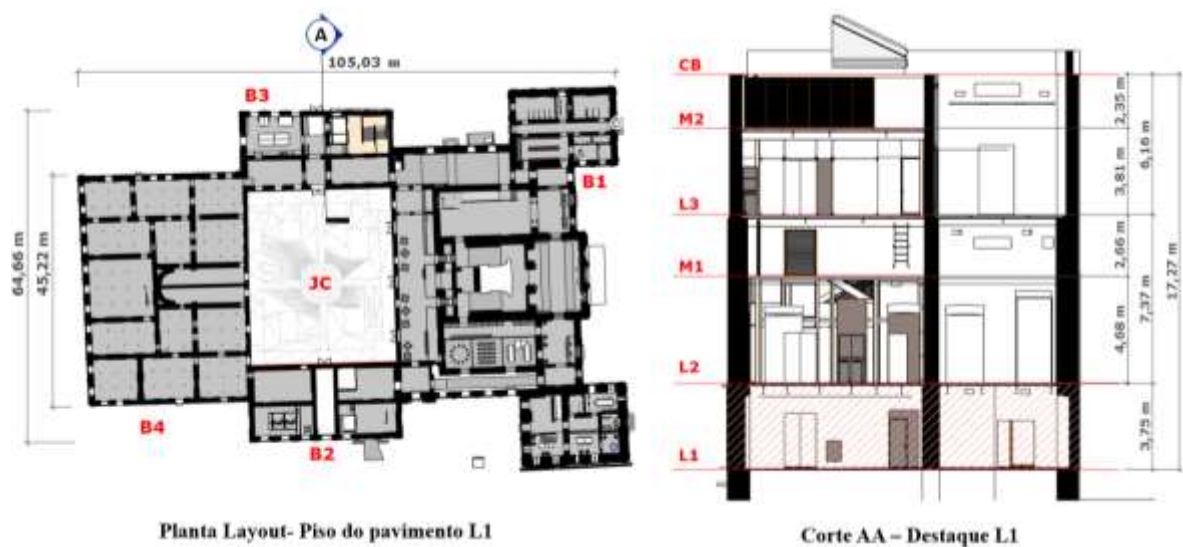 A
105,03 m
B3
B1
64,66 m
45,22 m
JC
B4
B2
Planta Layout- Piso do pavimento L1
CB
M2
L3
M1
L2
L1
2,35 m
3,81 m
6,16 m
2,66 m
4,68 m
7,37 m
3,75 m
17,27 m
Corte AA – Destaque L1